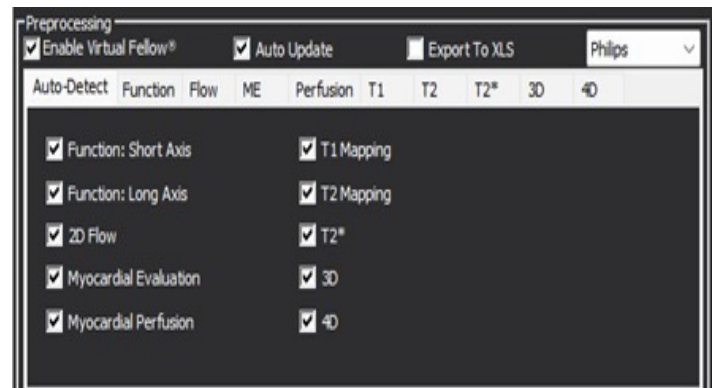 Preprocessing
Enable Virtual Fellow® Auto Update Export To XLS Philips
Auto-Detect Function Flow ME Perfusion T1 T2 T2* 3D 4D
Function: Short Axis T1 Mapping
Function: Long Axis T2 Mapping
2D Flow T2*
Myocardial Evaluation 3D
Myocardial Perfusion 4D